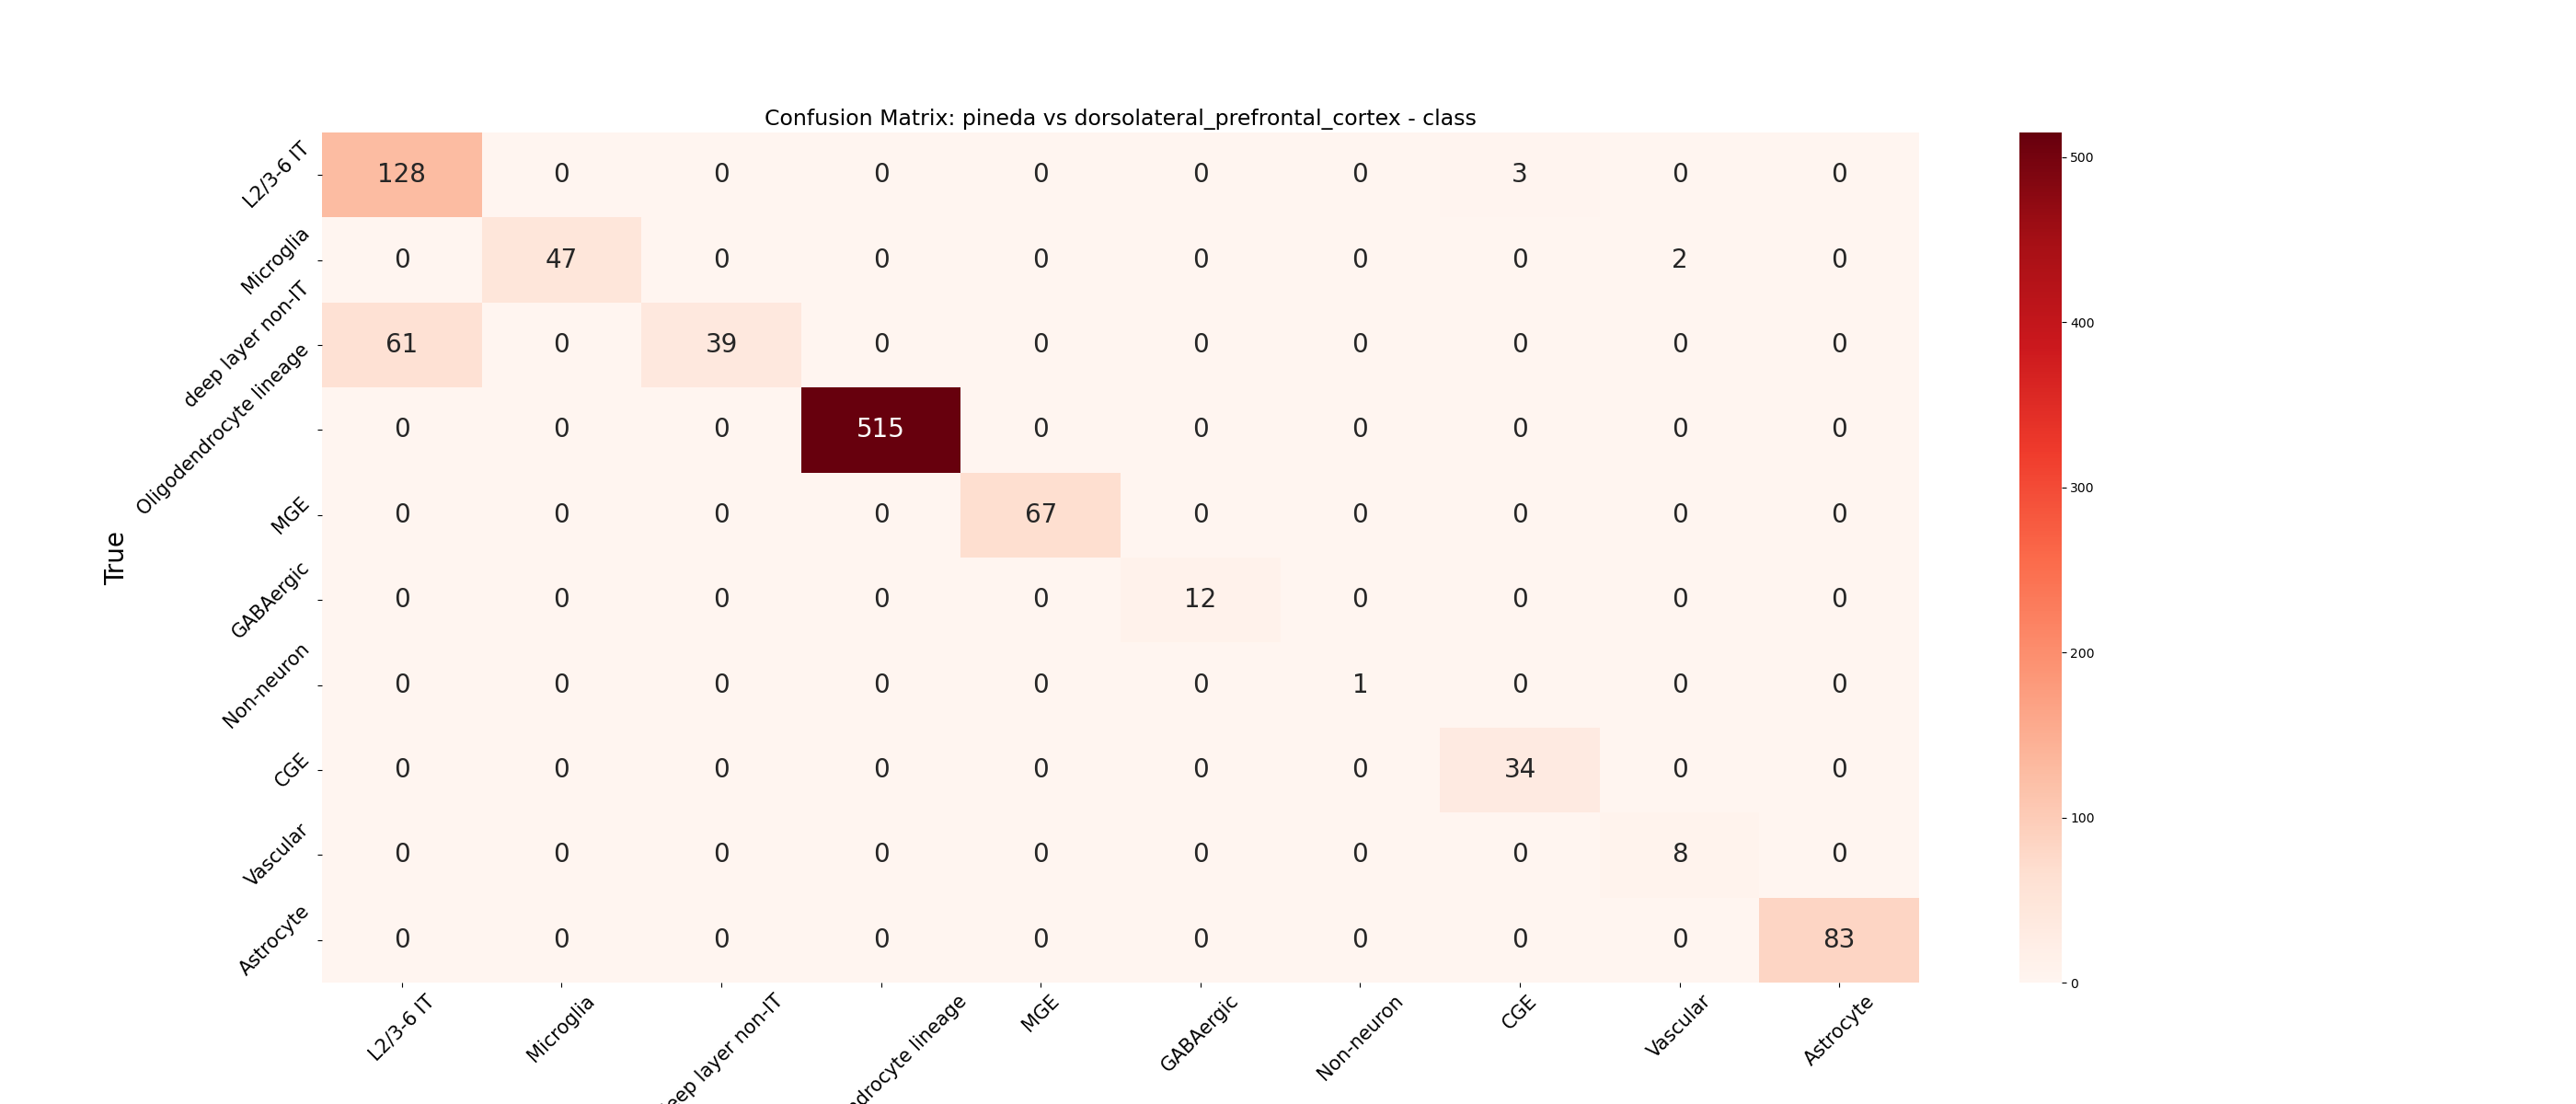 Confusion Matrix: pineda vs dorsolateral_prefrontal_cortex - class
True
L2/3-6 IT 128 0 0 0 0 0 0 3 0 0
Microglia 0 47 0 0 0 0 0 0 2 0
deep layer non-IT 61 0 39 0 0 0 0 0 0 0
Oligodendrocyte lineage 0 0 0 515 0 0 0 0 0 0
MGE 0 0 0 0 67 0 0 0 0 0
GABAergic 0 0 0 0 0 12 0 0 0 0
Non-neuron 0 0 0 0 0 0 1 0 0 0
CGE 0 0 0 0 0 0 0 34 0 0
Vascular 0 0 0 0 0 0 0 0 8 0
Astrocyte 0 0 0 0 0 0 0 0 0 83
L2/3-6 IT Microglia layer non-IT lineage MGE GABAergic Non-neuron CGE Vascular Astrocyte
500
400
300
200
100
0